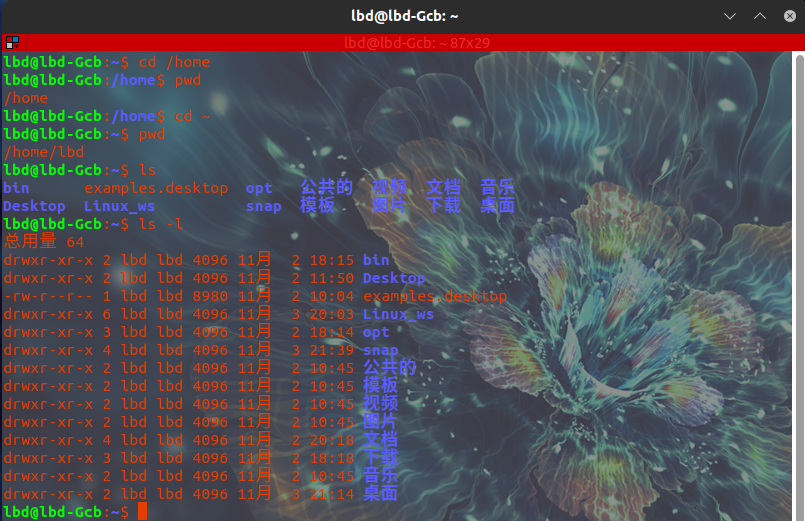 lbd@lbd-Gcb: ~
lbd@lbd-Gcb: ~ 87x29
lbd@lbd-Gcb:~$ cd /home
lbd@lbd-Gcb:/home$ pwd
/home
lbd@lbd-Gcb:/home$ cd ~
lbd@lbd-Gcb:~$ pwd
/home/lbd
lbd@lbd-Gcb:~$ ls
bin      examples.desktop  opt   公共的  视频  文档  音乐
Desktop  Linux_ws          snap  模板    图片  下载  桌面
lbd@lbd-Gcb:~$ ls -l
总用量 64
drwxr-xr-x 2 lbd lbd 4096 11月  2 18:15 bin
drwxr-xr-x 2 lbd lbd 4096 11月  2 11:50 Desktop
-rw-r--r-- 1 lbd lbd 8980 11月  2 10:04 examples.desktop
drwxr-xr-x 6 lbd lbd 4096 11月  3 20:03 Linux_ws
drwxr-xr-x 3 lbd lbd 4096 11月  2 18:14 opt
drwxr-xr-x 4 lbd lbd 4096 11月  3 21:39 snap
drwxr-xr-x 2 lbd lbd 4096 11月  2 10:45 公共的
drwxr-xr-x 2 lbd lbd 4096 11月  2 10:45 模板
drwxr-xr-x 2 lbd lbd 4096 11月  2 10:45 视频
drwxr-xr-x 2 lbd lbd 4096 11月  2 10:45 图片
drwxr-xr-x 4 lbd lbd 4096 11月  2 20:18 文档
drwxr-xr-x 3 lbd lbd 4096 11月  2 18:18 下载
drwxr-xr-x 2 lbd lbd 4096 11月  2 10:45 音乐
drwxr-xr-x 2 lbd lbd 4096 11月  3 21:14 桌面
lbd@lbd-Gcb:~$